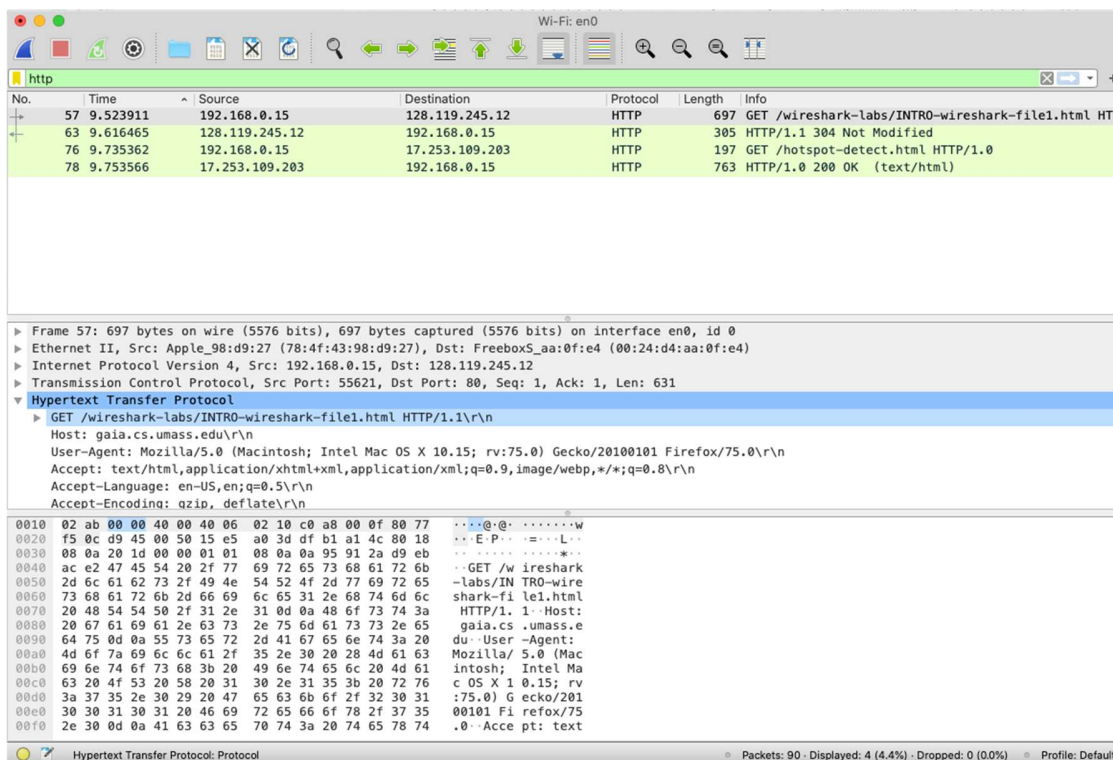 Wi-Fi: en0
http
No. Time Source Destination Protocol Length Info
57 9.523911 192.168.0.15 128.119.245.12 HTTP 697 GET /wireshark-labs/INTRO-wireshark-file1.html HT
63 9.616465 128.119.245.12 192.168.0.15 HTTP 305 HTTP/1.1 304 Not Modified
76 9.735362 192.168.0.15 17.253.109.203 HTTP 197 GET /hotspot-detect.html HTTP/1.0
78 9.753566 17.253.109.203 192.168.0.15 HTTP 763 HTTP/1.0 200 OK (text/html)
Frame 57: 697 bytes on wire (5576 bits), 697 bytes captured (5576 bits) on interface en0, id 0
Ethernet II, Src: Apple_98:d9:27 (78:4f:43:98:d9:27), Dst: FreeboxS_aa:0f:e4 (00:24:d4:aa:0f:e4)
Internet Protocol Version 4, Src: 192.168.0.15, Dst: 128.119.245.12
Transmission Control Protocol, Src Port: 55621, Dst Port: 80, Seq: 1, Ack: 1, Len: 631
Hypertext Transfer Protocol
GET /wireshark-labs/INTRO-wireshark-file1.html HTTP/1.1\r\n
Host: gaia.cs.umass.edu\r\n
User-Agent: Mozilla/5.0 (Macintosh; Intel Mac OS X 10.15; rv:75.0) Gecko/20100101 Firefox/75.0\r\n
Accept: text/html,application/xhtml+xml,application/xml;q=0.9,image/webp,*/*;q=0.8\r\n
Accept-Language: en-US,en;q=0.5\r\n
Accept-Encoding: gzip, deflate\r\n
0010 02 ab 00 00 40 00 40 06 02 10 c0 a8 00 0f 80 77 ····@·@· ·······w
0020 f5 0c d9 45 00 50 15 e5 a0 3d df b1 a1 4c 80 18 ···E·P·· ·=···L··
0030 08 0a 20 1d 00 00 01 01 08 0a 0a 95 91 2a d9 eb ·· ····· ·····*··
0040 ac e2 47 45 54 20 2f 77 69 72 65 73 68 61 72 6b ··GET /w ireshark
0050 2d 6c 61 62 73 2f 49 4e 54 52 4f 2d 77 69 72 65 -labs/IN TRO-wire
0060 73 68 61 72 6b 2d 66 69 6c 65 31 2e 68 74 6d 6c shark-fi le1.html
0070 20 48 54 54 50 2f 31 2e 31 0d 0a 48 6f 73 74 3a HTTP/1. 1··Host:
0080 20 67 61 69 61 2e 63 73 2e 75 6d 61 73 73 2e 65 gaia.cs .umass.e
0090 64 75 0d 0a 55 73 65 72 2d 41 67 65 6e 74 3a 20 du··User -Agent:
00a0 4d 6f 7a 69 6c 6c 61 2f 35 2e 30 20 28 4d 61 63 Mozilla/ 5.0 (Mac
00b0 69 6e 74 6f 73 68 3b 20 49 6e 74 65 6c 20 4d 61 intosh; Intel Ma
00c0 63 20 4f 53 20 58 20 31 30 2e 31 35 3b 20 72 76 c OS X 1 0.15; rv
00d0 3a 37 35 2e 30 29 20 47 65 63 6b 6f 2f 32 30 31 :75.0) G ecko/201
00e0 30 30 31 30 31 20 46 69 72 65 66 6f 78 2f 37 35 00101 Fi refox/75
00f0 2e 30 0d 0a 41 63 63 65 70 74 3a 20 74 65 78 74 .0··Acce pt: text
Hypertext Transfer Protocol: Protocol Packets: 90 · Displayed: 4 (4.4%) · Dropped: 0 (0.0%) Profile: Default